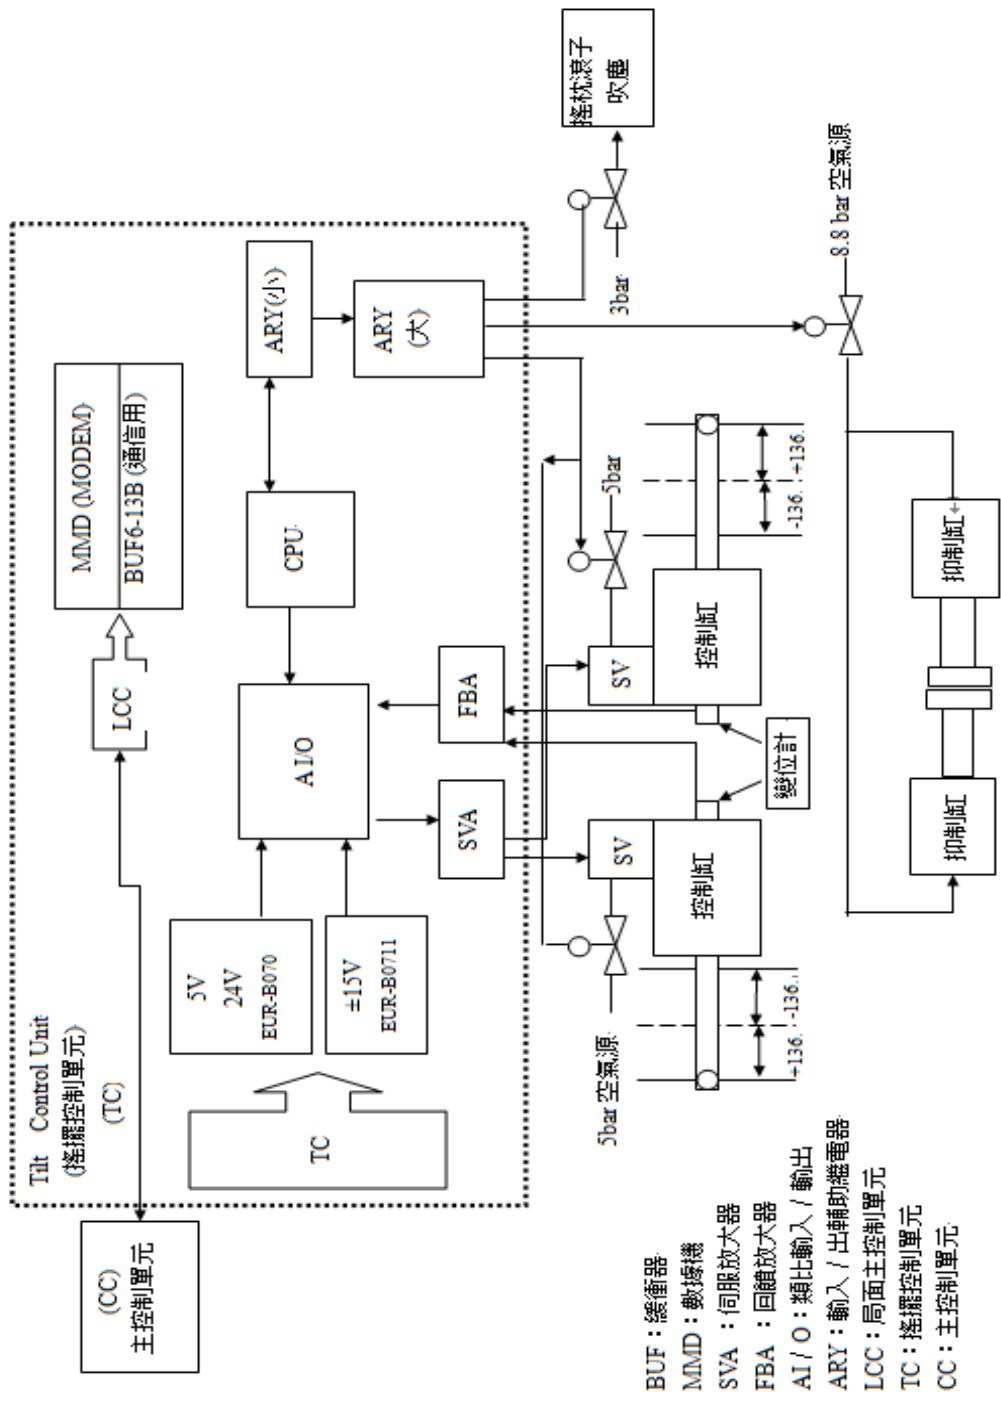 (CC)
主控制單元
Tilt Control Unit
(搖擺控制單元)
(TC)
LCC
MMD (MODEM)
BUF6-13B (通信用)
TC
5V
24V
EUR-B070
±15V
EUR-B0711
A I/O
CPU
ARY(小)
ARY
(大)
SVA
FBA
搖枕滾子
吹塵
3bar
5bar 空氣源
SV
控制缸
+136.
-136..
變位計
SV
控制缸
5bar
-136.
+136.
8.8 bar 空氣源
抑制缸
抑制缸
BUF：緩衝器
MMD：數據機
SVA：伺服放大器
FBA：回饋放大器
AI / O：類比輸入 / 輸出
ARY：輸入 / 出輔助繼電器
LCC：局面主控制單元
TC：搖擺控制單元
CC：主控制單元